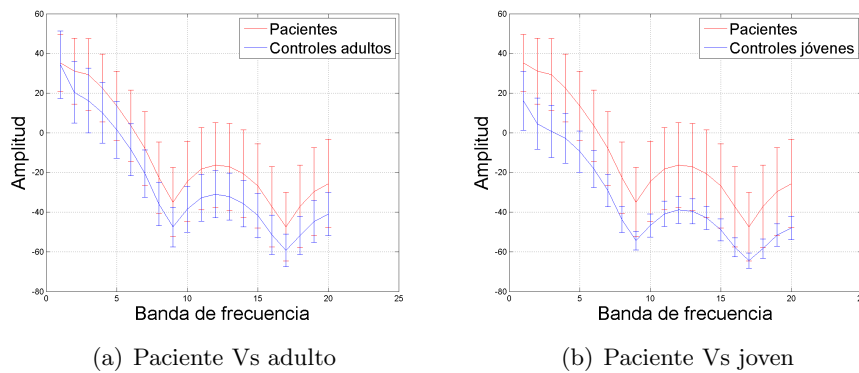 60
40
20
0
-20
-40
-60
-80
0 5 10 15 20 25
Amplitud
Banda de frecuencia
Pacientes
Controles adultos
(a) Paciente Vs adulto
60
40
20
0
-20
-40
-60
-80
0 5 10 15 20 25
Amplitud
Banda de frecuencia
Pacientes
Controles jóvenes
(b) Paciente Vs joven